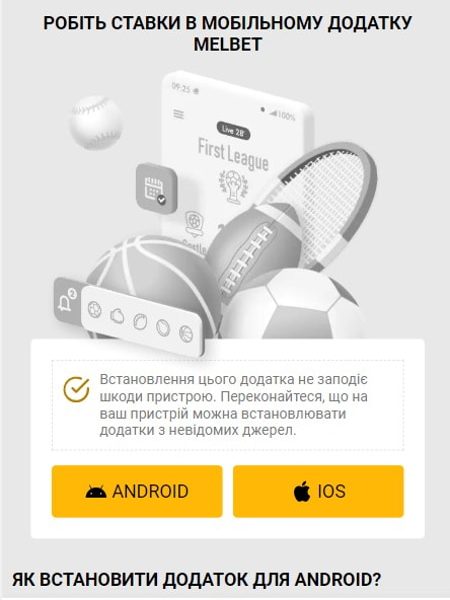 РОБІТЬ СТАВКИ В МОБІЛЬНОМУ ДОДАТКУ
MELBET
09:25
100%
Live 28'
First League
2
Встановлення цього додатка не заподіє
шкоди пристрою. Переконайтеся, що на
ваш пристрій можна встановлювати
додатки з невідомих джерел.
ANDROID
IOS
ЯК ВСТАНОВИТИ ДОДАТОК ДЛЯ ANDROID?